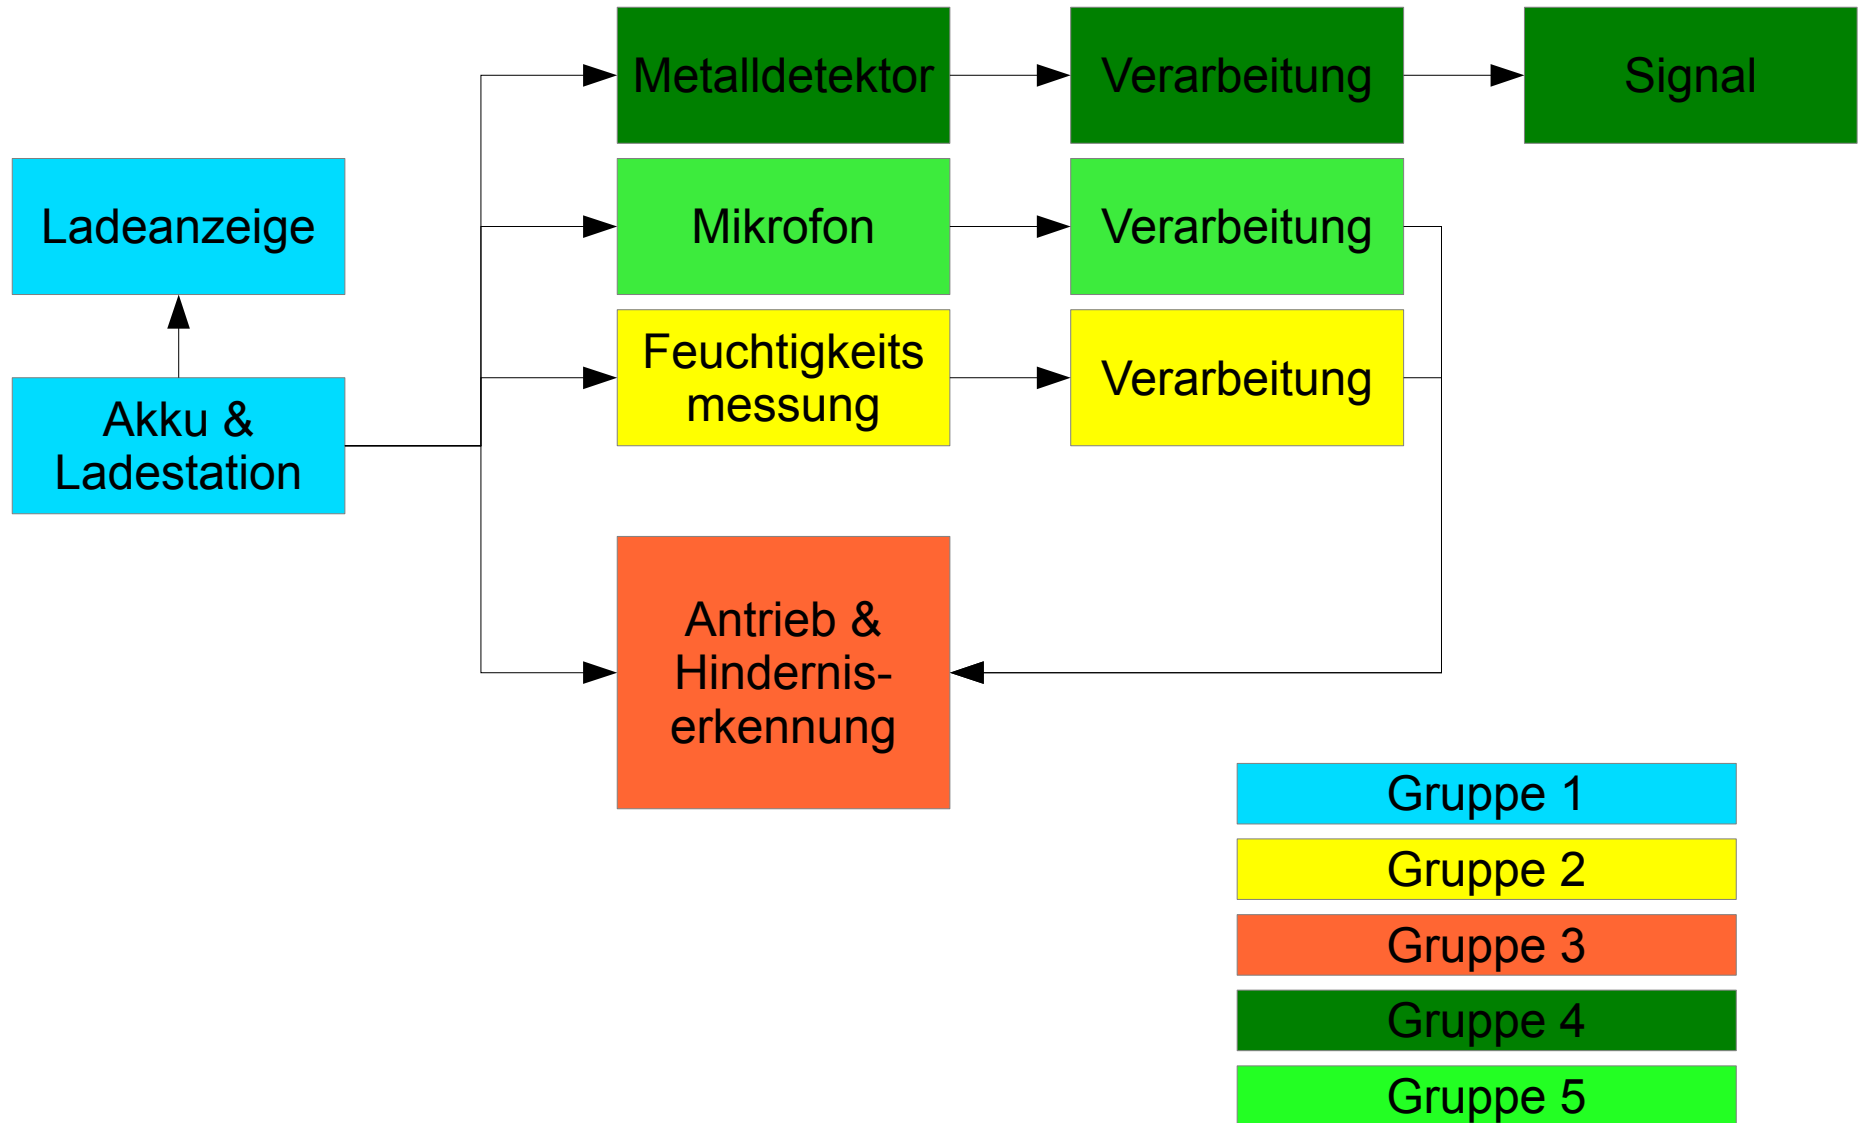 Metalldetektor
Verarbeitung
Signal
Ladeanzeige
Mikrofon
Verarbeitung
Feuchtigkeits
messung
Verarbeitung
Akku &
Ladestation
Antrieb &
Hindernis-
erkennung
Gruppe 1
Gruppe 2
Gruppe 3
Gruppe 4
Gruppe 5